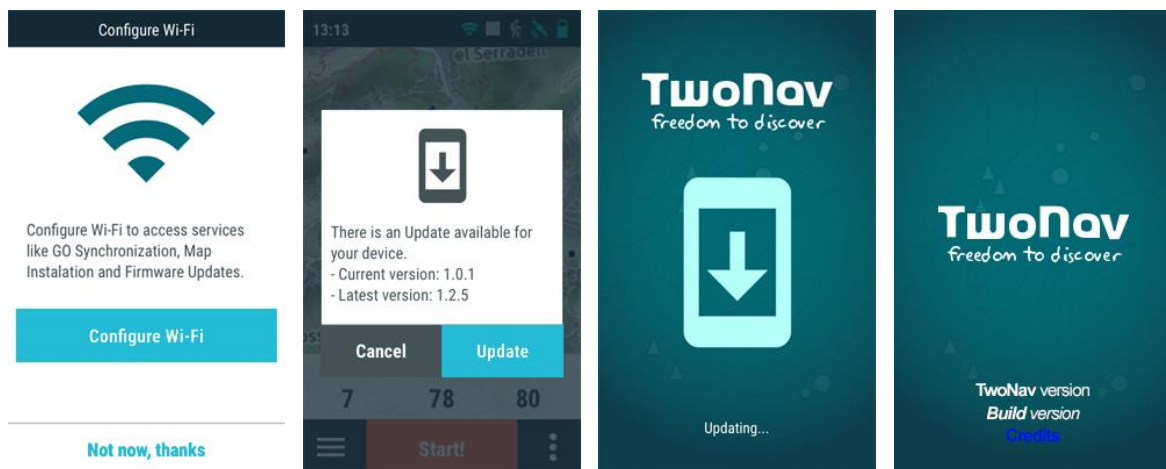 Configure Wi-Fi
Configure Wi-Fi to access services
like GO Synchronization, Map
Instalation and Firmware Updates.
Configure Wi-Fi
Not now, thanks
13:13
el Serradell
There is an Update available for
your device.
- Current version: 1.0.1
- Latest version: 1.2.5
Cancel
Update
7
78
80
Start!
TwoNav
freedom to discover
Updating...
TwoNav
freedom to discover
TwoNav version
Build version
Credits